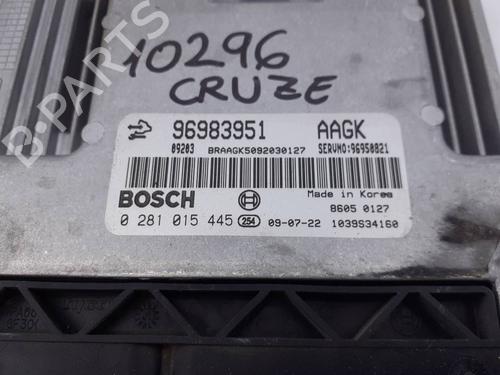 B-PARTS
10296
CRUZE
96983951 AAGK
09203 BRAAGK5092030127 SERVNO:96950821
BOSCH Made in Korea
8605 0127
0 281 015 445 254 09-07-22 1039S34160